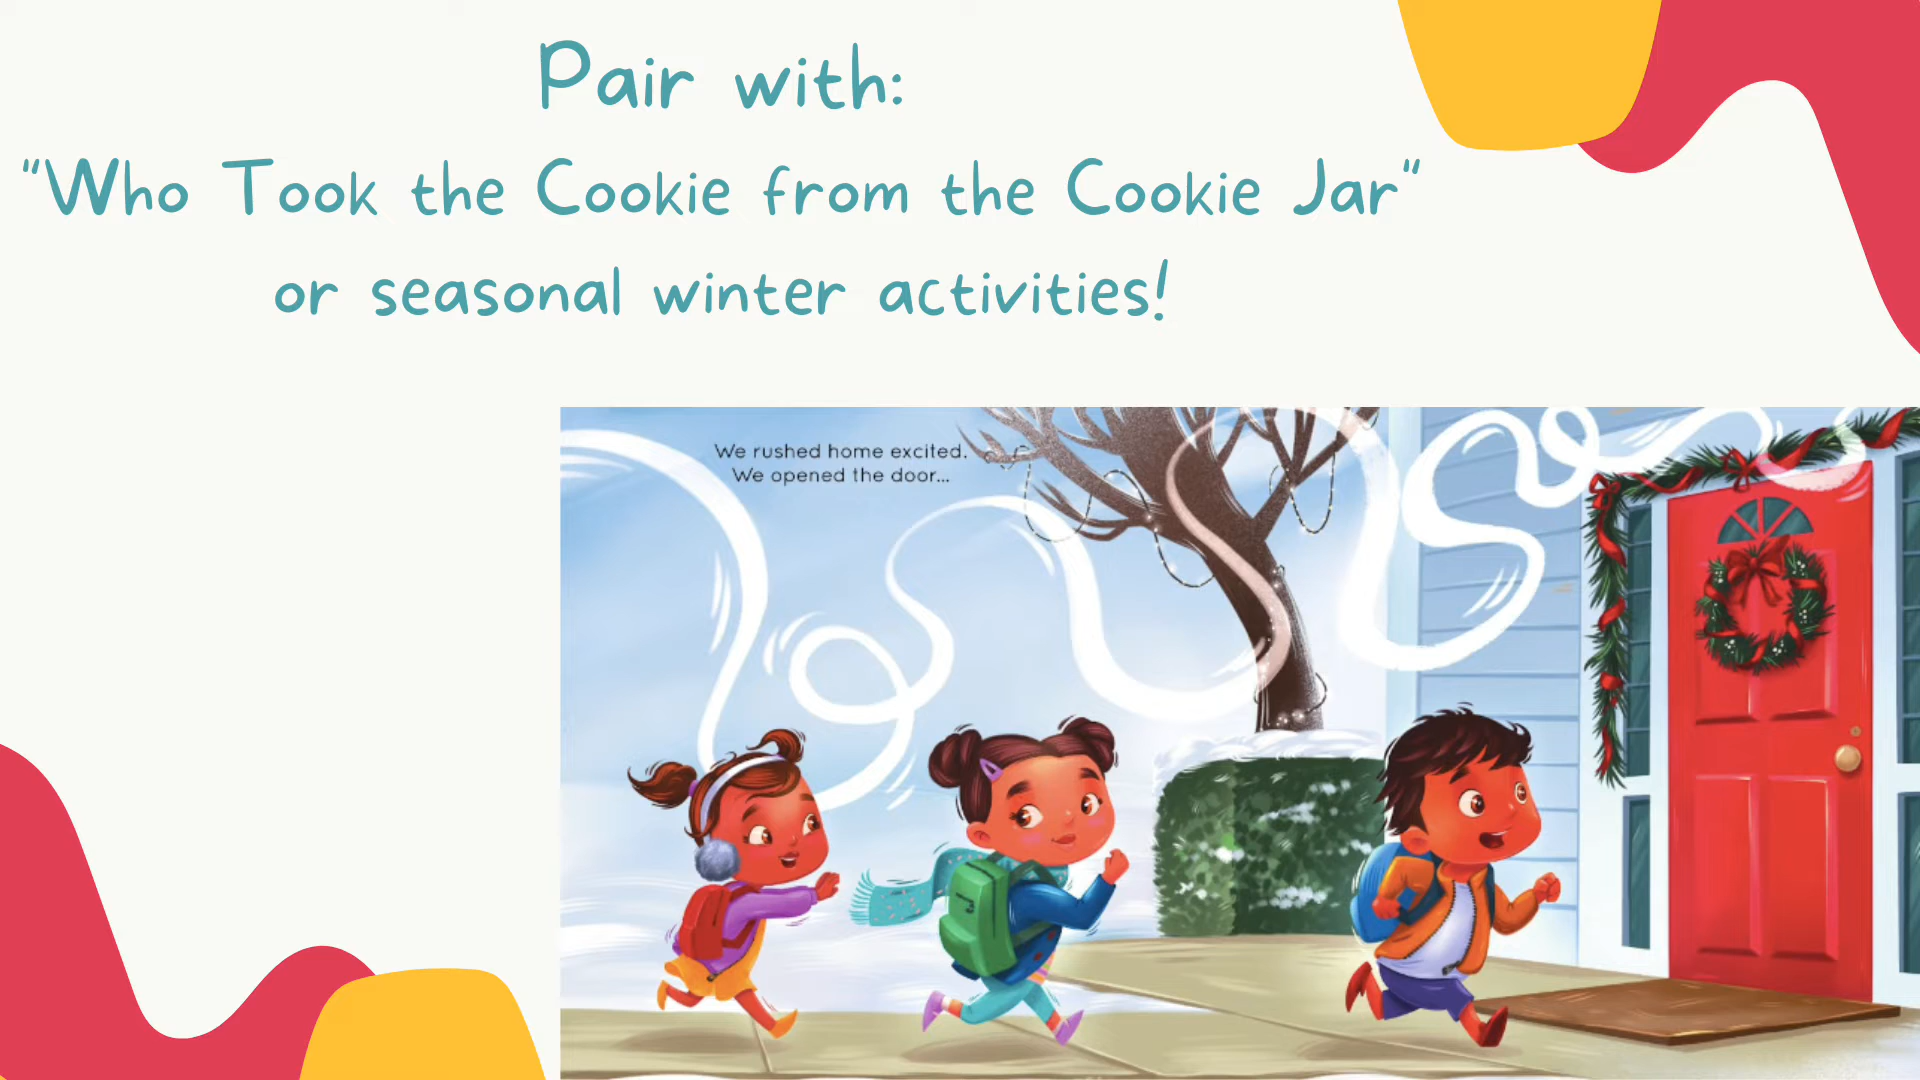 Pair with:
"Who Took the Cookie from the Cookie Jar"
or seasonal winter activities!
We rushed home excited.
We opened the door...